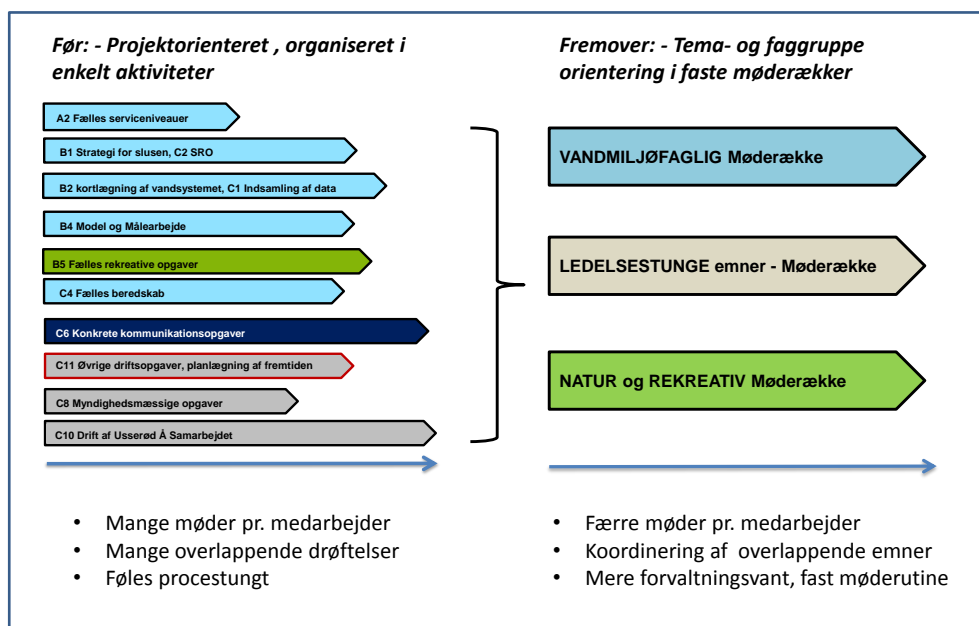 Før: - Projektorienteret , organiseret i
enkelt aktiviteter
A2 Fælles serviceniveauer
B1 Strategi for slusen, C2 SRO
B2 kortlægning af vandsystemet, C1 Indsamling af data
B4 Model og Målearbejde
B5 Fælles rekreative opgaver
C4 Fælles beredskab
C6 Konkrete kommunikationsopgaver
C11 Øvrige driftsopgaver, planlægning af fremtiden
C8 Myndighedsmæssige opgaver
C10 Drift af Usserød Å Samarbejdet
• Mange møder pr. medarbejder
• Mange overlappende drøftelser
• Føles procestungt
Fremover: - Tema- og faggruppe
orientering i faste møderækker
VANDMILJØFAGLIG Møderække
LEDELSESTUNGE emner - Møderække
NATUR og REKREATIV Møderække
• Færre møder pr. medarbejder
• Koordinering af overlappende emner
• Mere forvaltningsvant, fast møderutine